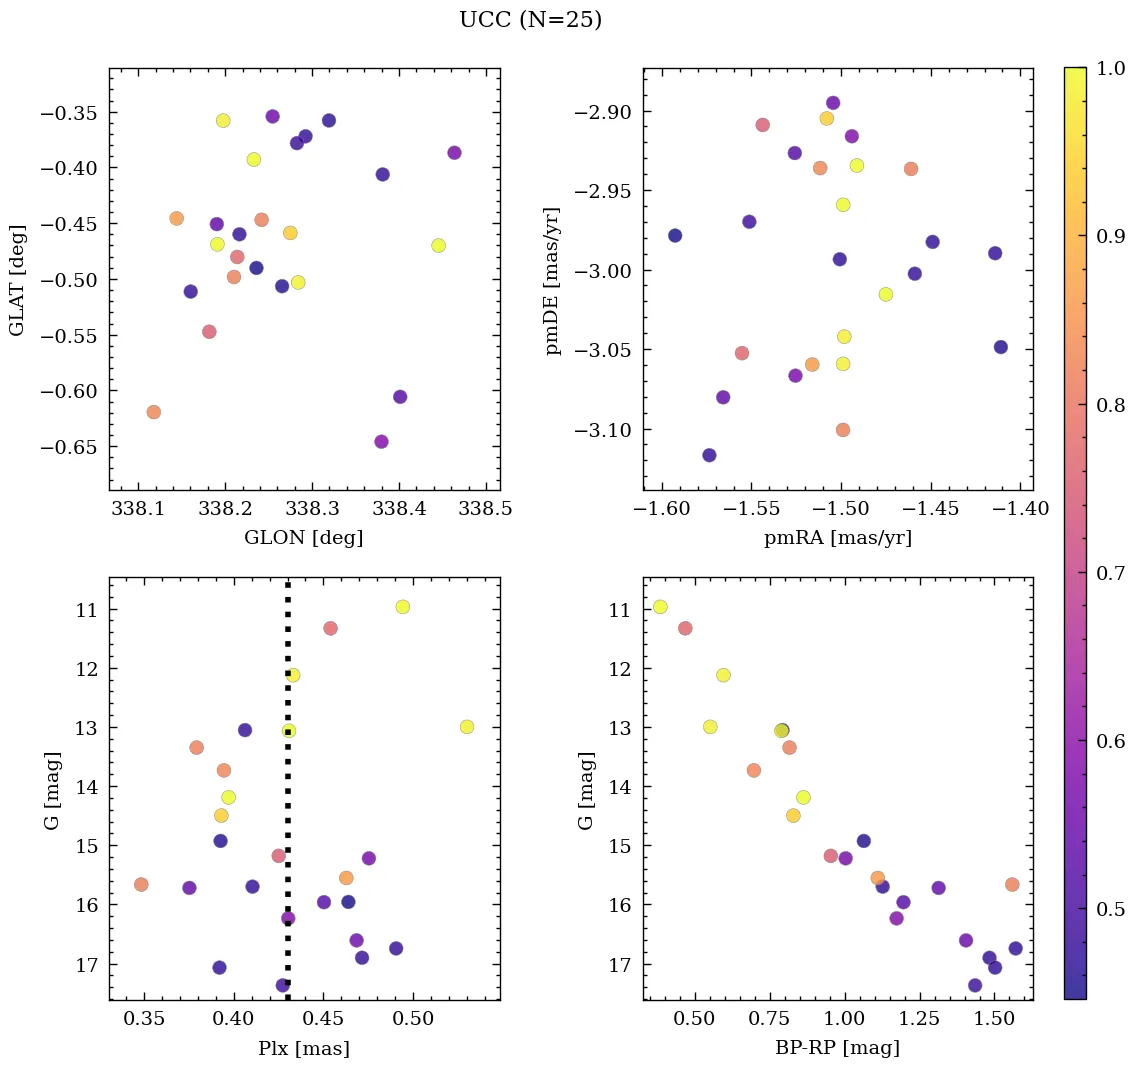 UCC (N=25)
−0.35
−0.40
−0.45
−0.50
−0.55
−0.60
−0.65
GLAT [deg]
338.1 338.2 338.3 338.4 338.5
GLON [deg]
−2.90
−2.95
−3.00
−3.05
−3.10
pmDE [mas/yr]
−1.60 −1.55 −1.50 −1.45 −1.40
pmRA [mas/yr]
11
12
13
14
15
16
17
G [mag]
0.35 0.40 0.45 0.50
Plx [mas]
11
12
13
14
15
16
17
G [mag]
0.50 0.75 1.00 1.25 1.50
BP-RP [mag]
1.0
0.9
0.8
0.7
0.6
0.5